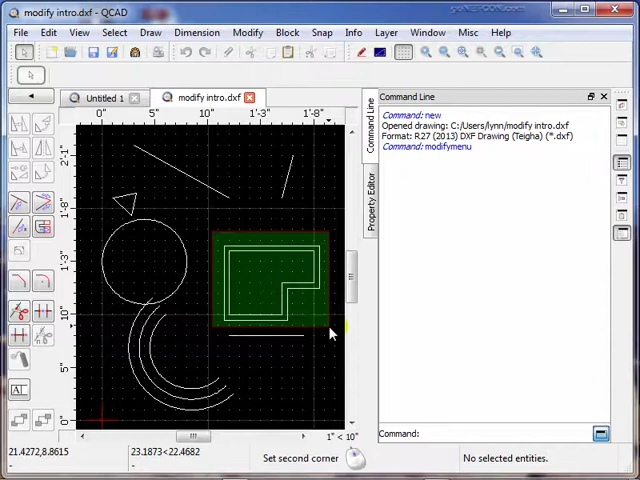 modify intro.dxf - QCAD
File Edit View Select Draw Dimension Modify Block Snap Info Layer Window Misc Help
Untitled 1
modify intro.dxf
0" 5" 10" 1'-3" 1'-8"
2'-1"
1'-8"
1'-3"
10"
5"
0"
1" < 10"
Command Line
Property Editor
Command Line
Command: new
Opened drawing: C:/Users/lynn/modify intro.dxf
Format: R27 (2013) DXF Drawing (Teigha) (*.dxf)
Command: modifymenu
Command:
21.4272,8.8615
23.1873<22.4682
Set second corner
No selected entities.